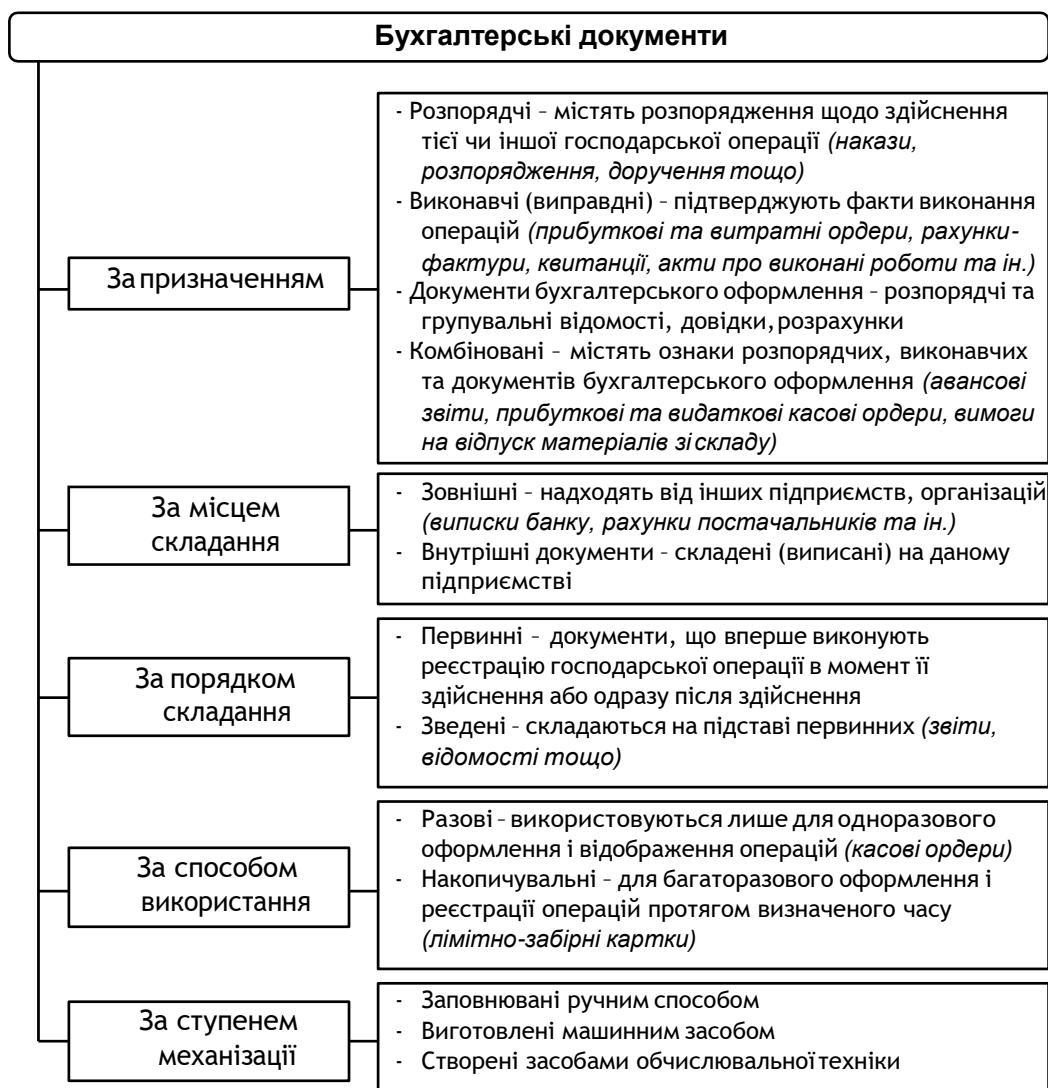 Бухгалтерські документи
За призначенням
- Розпорядчі – містять розпорядження щодо здійснення
тієї чи іншої господарської операції (накази,
розпорядження, доручення тощо)
- Виконавчі (виправдні) – підтверджують факти виконання
операцій (прибуткові та витратні ордери, рахунки-
фактури, квитанції, акти про виконані роботи та ін.)
- Документи бухгалтерського оформлення – розпорядчі та
групувальні відомості, довідки, розрахунки
- Комбіновані – містять ознаки розпорядчих, виконавчих
та документів бухгалтерського оформлення (авансові
звіти, прибуткові та видаткові касові ордери, вимоги
на відпуск матеріалів зі складу)
За місцем
складання
- Зовнішні – надходять від інших підприємств, організацій
(виписки банку, рахунки постачальників та ін.)
- Внутрішні документи – складені (виписані) на даному
підприємстві
За порядком
складання
- Первинні – документи, що вперше виконують
реєстрацію господарської операції в момент її
здійснення або одразу після здійснення
- Зведені – складаються на підставі первинних (звіти,
відомості тощо)
За способом
використання
- Разові – використовуються лише для одноразового
оформлення і відображення операцій (касові ордери)
- Накопичувальні – для багаторазового оформлення і
реєстрації операцій протягом визначеного часу
(лімітно-забірні картки)
За ступенем
механізації
- Заповнювані ручним способом
- Виготовлені машинним засобом
- Створені засобами обчислювальної техніки